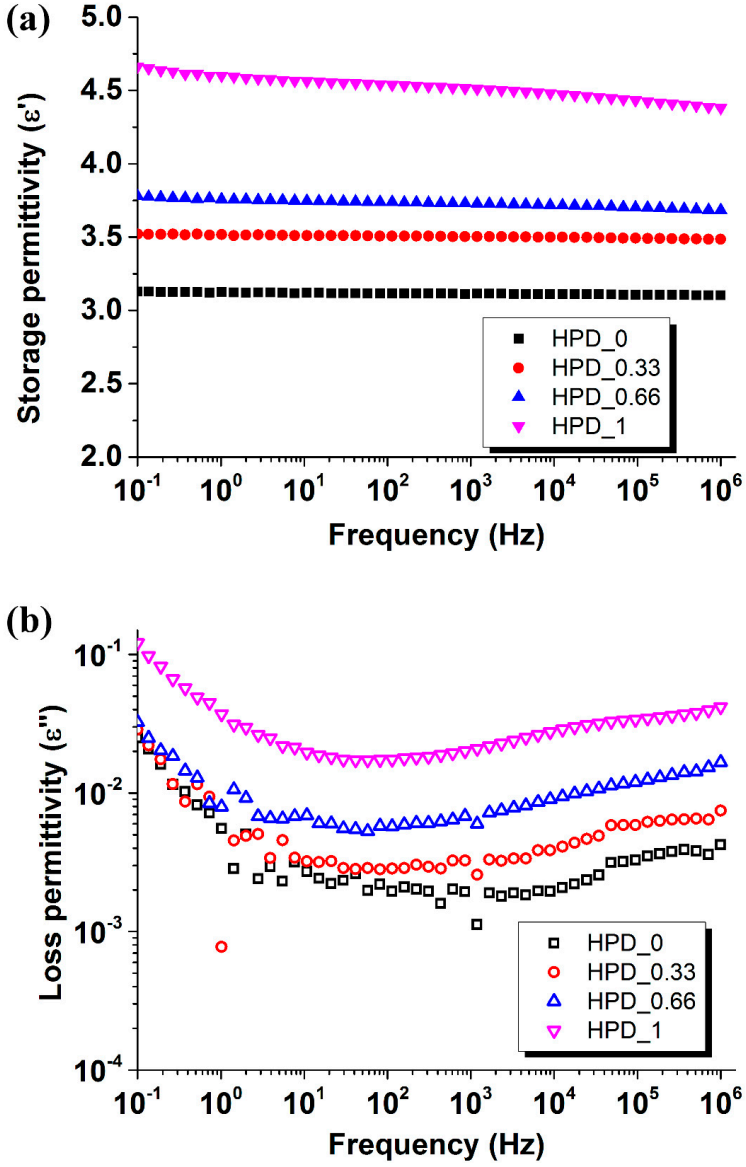 (a)
5.0
4.5
4.0
3.5
3.0
2.5
2.0
Storage permittivity (ε')
HPD_0
HPD_0.33
HPD_0.66
HPD_1
10⁻¹ 10⁰ 10¹ 10² 10³ 10⁴ 10⁵ 10⁶
Frequency (Hz)
(b)
10⁻¹
10⁻²
10⁻³
10⁻⁴
Loss permittivity (ε'')
HPD_0
HPD_0.33
HPD_0.66
HPD_1
10⁻¹ 10⁰ 10¹ 10² 10³ 10⁴ 10⁵ 10⁶
Frequency (Hz)